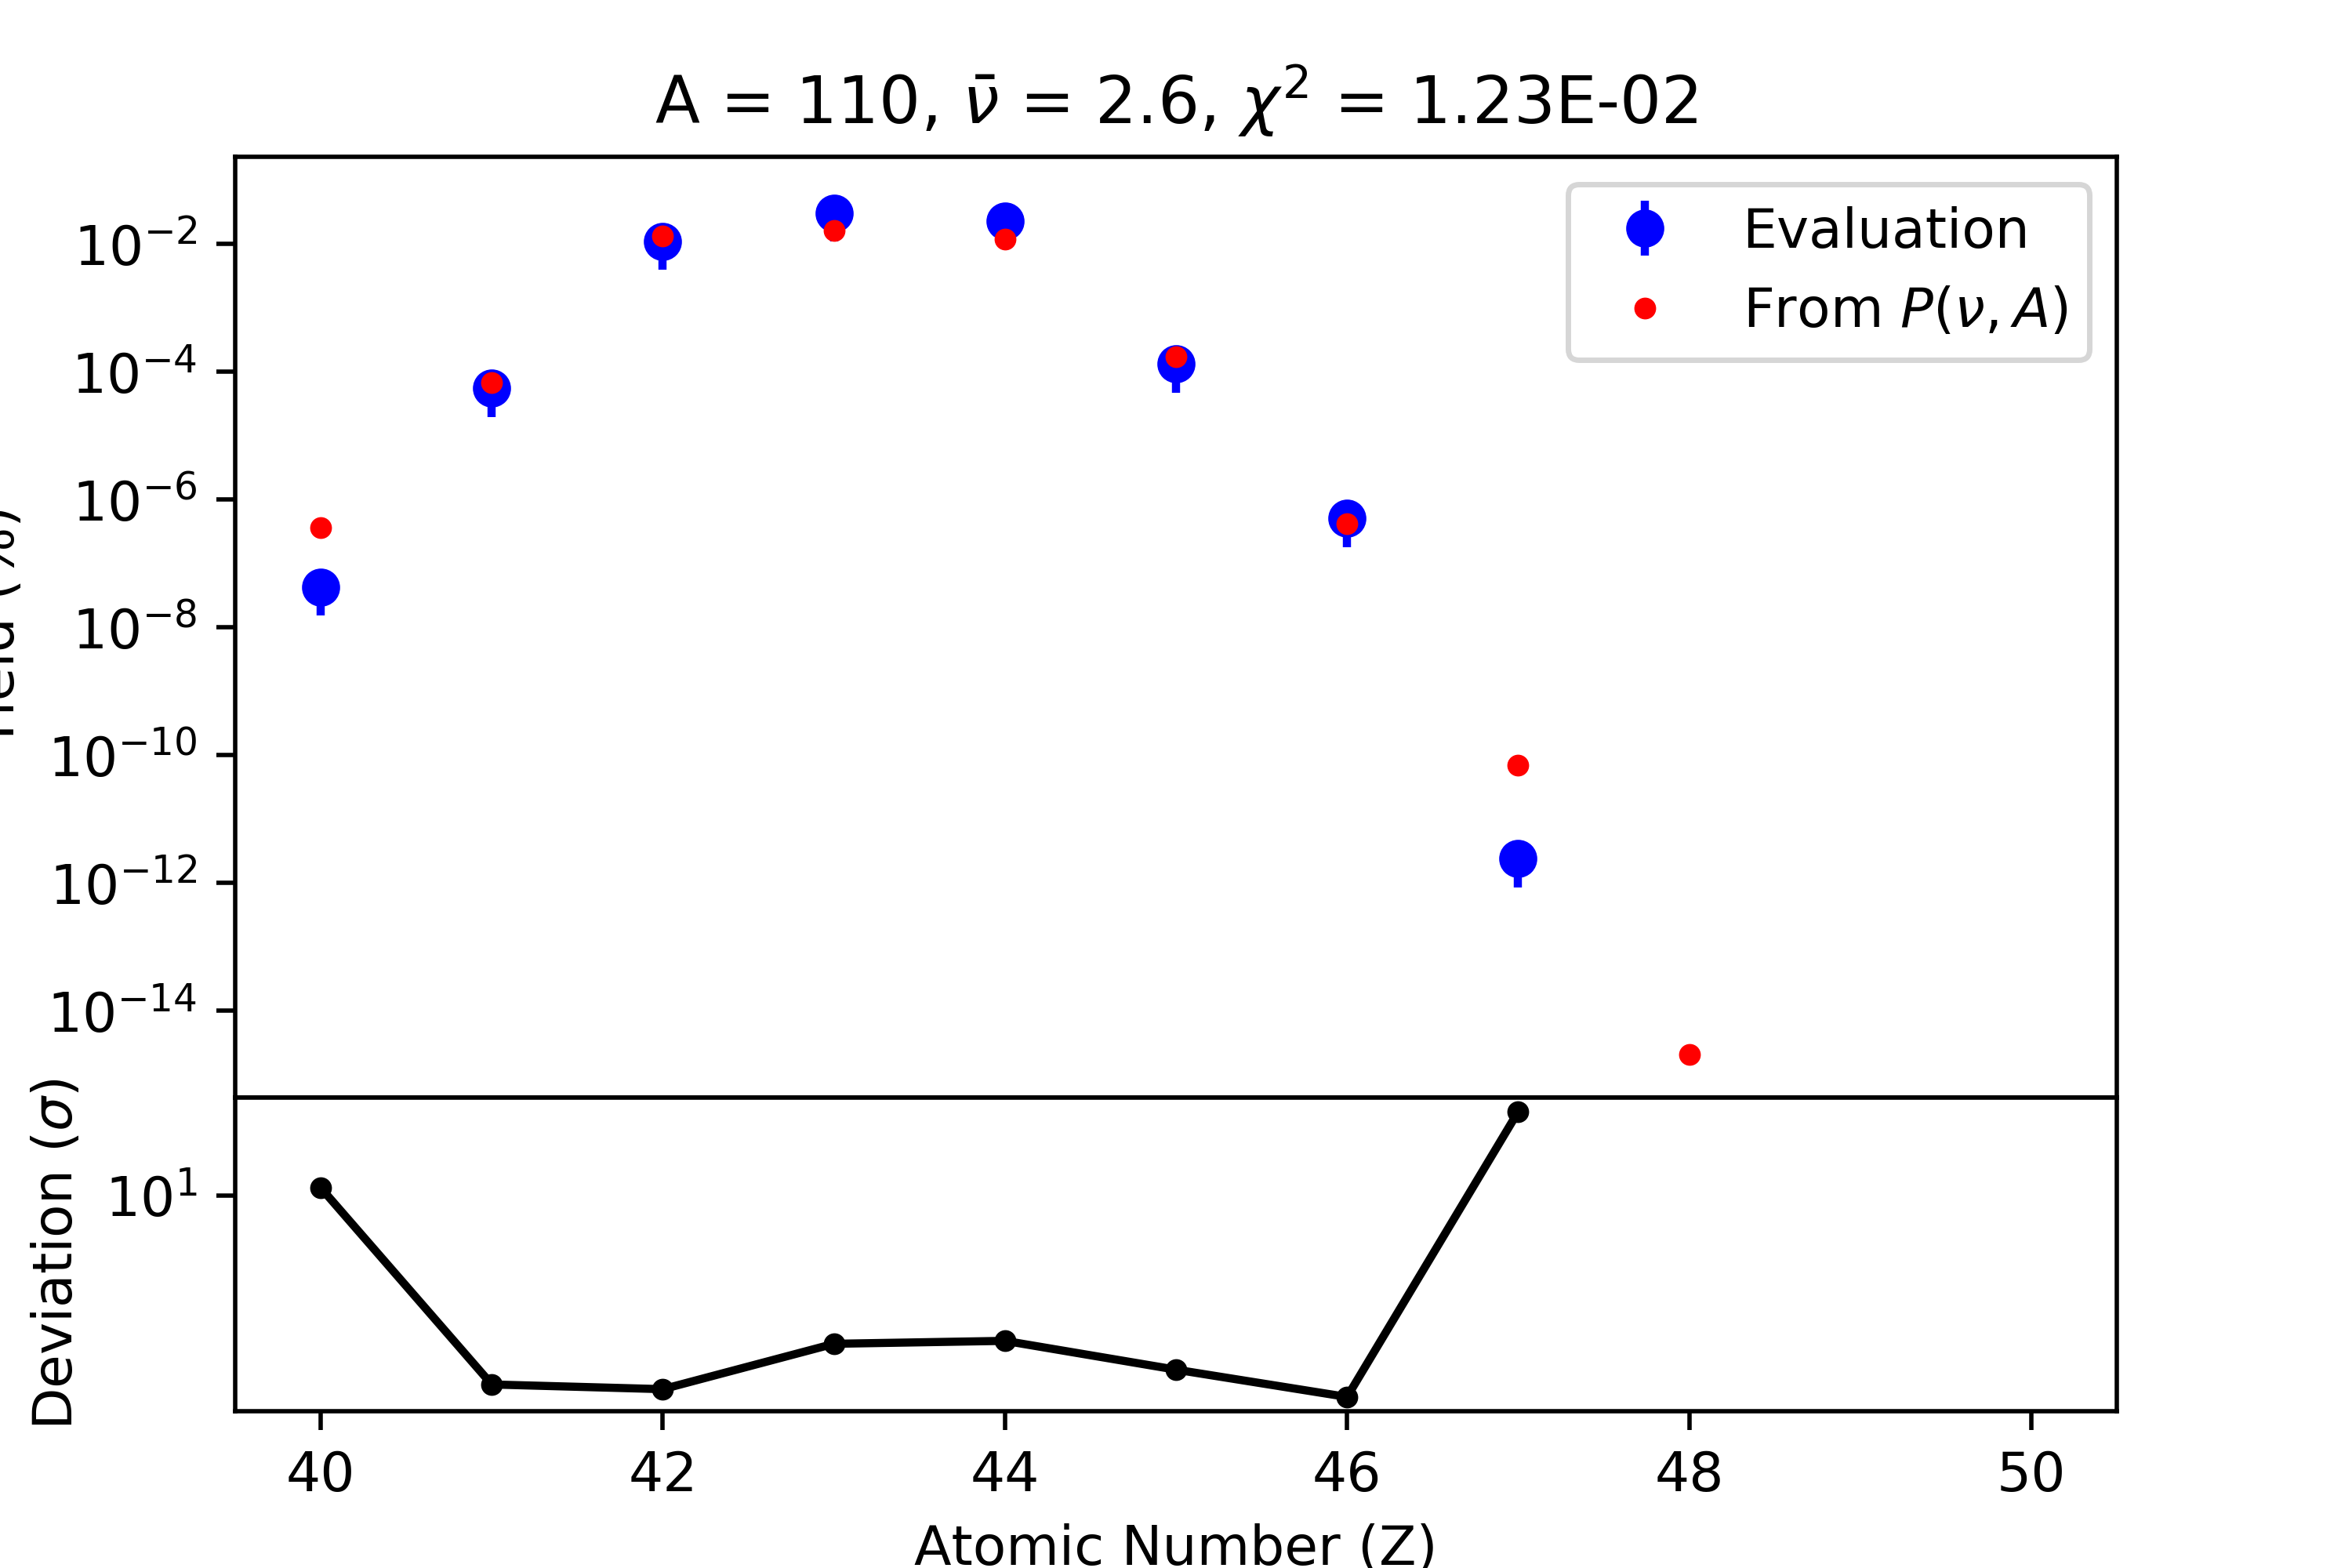 A = 110, ν̄ = 2.6, χ² = 1.23E-02
Evaluation
From P(ν, A)
10⁻²
10⁻⁴
10⁻⁶
10⁻⁸
10⁻¹⁰
10⁻¹²
10⁻¹⁴
(%)
Deviation (σ)
10¹
40 42 44 46 48 50
Atomic Number (Z)